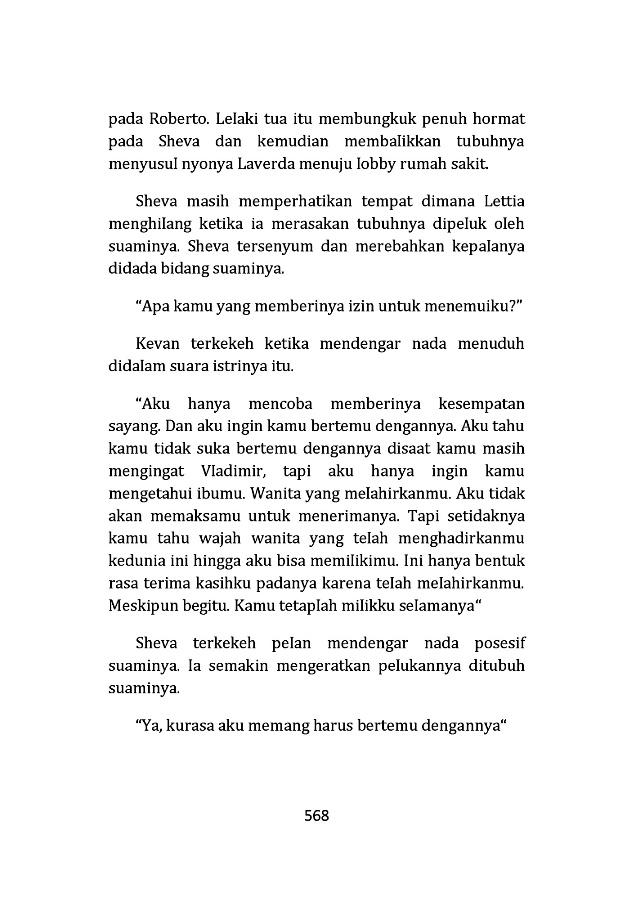 pada Roberto. Lelaki tua itu membungkuk penuh hormat
pada Sheva dan kemudian membalikkan tubuhnya
menyusul nyonya Laverda menuju lobby rumah sakit.
Sheva masih memperhatikan tempat dimana Lettia
menghilang ketika ia merasakan tubuhnya dipeluk oleh
suaminya. Sheva tersenyum dan merebahkan kepalanya
didada bidang suaminya.
“Apa kamu yang memberinya izin untuk menemuiku?”
Kevan terkekeh ketika mendengar nada menuduh
didalam suara istrinya itu.
“Aku hanya mencoba memberinya kesempatan
sayang. Dan aku ingin kamu bertemu dengannya. Aku tahu
kamu tidak suka bertemu dengannya disaat kamu masih
mengingat Vladimir, tapi aku hanya ingin kamu
mengetahui ibumu. Wanita yang melahirkanmu. Aku tidak
akan memaksamu untuk menerimanya. Tapi setidaknya
kamu tahu wajah wanita yang telah menghadirkanmu
kedunia ini hingga aku bisa memilikimu. Ini hanya bentuk
rasa terima kasihku padanya karena telah melahirkanmu.
Meskipun begitu. Kamu tetaplah milikku selamanya“
Sheva terkekeh pelan mendengar nada posesif
suaminya. Ia semakin mengeratkan pelukannya ditubuh
suaminya.
“Ya, kurasa aku memang harus bertemu dengannya“
568